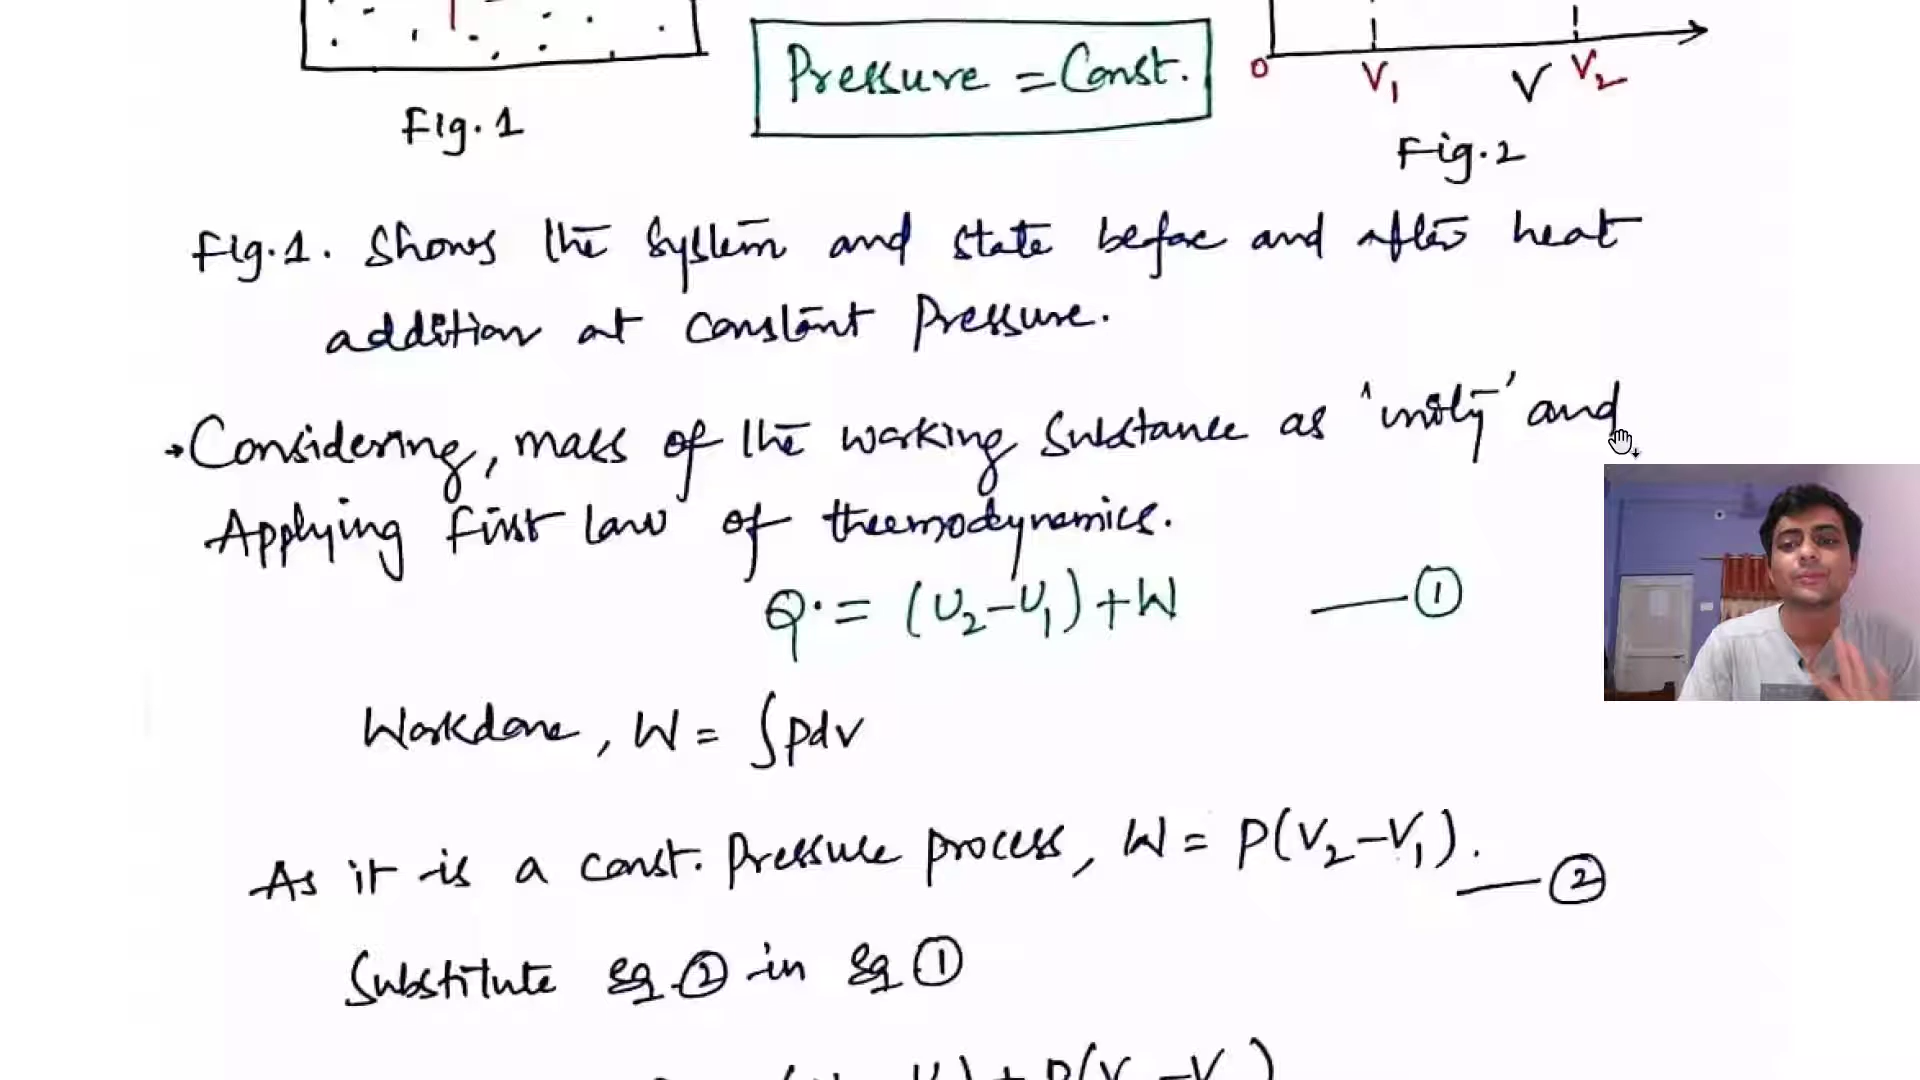 Pressure = Const.
0 V₁ V V₂
Fig. 1
Fig. 2
Fig. 1. Shows the System and state before and after heat
addition at constant Pressure.
→ Considering, mass of the working Substance as 'unity' and
Applying first law of thermodynamics.
Q = (U₂-U₁)+W —— ①
Workdone, W = ∫pdv
As it is a const. Pressure process, W = P(V₂-V₁). —— ②
Substitute Eq ② in Eq ①